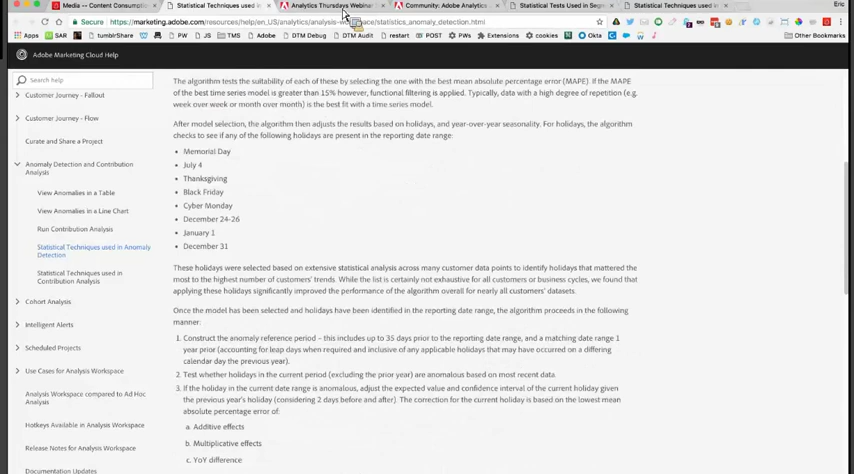 Media -- Content Consumptio
Statistical Techniques used i
Analytics Thursdays Webinar
Community: Adobe Analytics
Statistical Tests Used in Segm
Statistical Techniques used in
Eric
Secure https://marketing.adobe.com/resources/help/en_US/analytics/analysis-workspace/statistics_anomaly_detection.html
Apps SAR tumblrShare PW JS TMS Adobe DTM Debug DTM Audit restart POST PWs DTM Extensions cookies Okta CC Other Bookmarks
Adobe Marketing Cloud Help
Search help
Customer Journey - Fallout
Customer Journey - Flow
Curate and Share a Project
Anomaly Detection and Contribution
Analysis
View Anomalies in a Table
View Anomalies in a Line Chart
Run Contribution Analysis
Statistical Techniques used in Anomaly
Detection
Statistical Techniques used in
Contribution Analysis
Cohort Analysis
Intelligent Alerts
Scheduled Projects
Use Cases for Analysis Workspace
Analysis Workspace compared to Ad Hoc
Analysis
Hotkeys Available in Analysis Workspace
Release Notes for Analysis Workspace
Documentation Updates
The algorithm tests the suitability of each of these by selecting the one with the best mean absolute percentage error (MAPE). If the MAPE
of the best time series model is greater than 15% however, functional filtering is applied. Typically, data with a high degree of repetition (e.g.
week over week or month over month) is the best fit with a time series model.
After model selection, the algorithm then adjusts the results based on holidays, and year-over-year seasonality. For holidays, the algorithm
checks to see if any of the following holidays are present in the reporting date range:
• Memorial Day
• July 4
• Thanksgiving
• Black Friday
• Cyber Monday
• December 24-26
• January 1
• December 31
These holidays were selected based on extensive statistical analysis across many customer data points to identify holidays that mattered the
most to the highest number of customers' trends. While the list is certainly not exhaustive for all customers or business cycles, we found that
applying these holidays significantly improved the performance of the algorithm overall for nearly all customers' datasets.
Once the model has been selected and holidays have been identified in the reporting date range, the algorithm proceeds in the following
manner:
1. Construct the anomaly reference period – this includes up to 35 days prior to the reporting date range, and a matching date range 1
year prior (accounting for leap days when required and inclusive of any applicable holidays that may have occurred on a differing
calendar day the previous year).
2. Test whether holidays in the current period (excluding the prior year) are anomalous based on most recent data.
3. If the holiday in the current date range is anomalous, adjust the expected value and confidence interval of the current holiday given
the previous year's holiday (considering 2 days before and after). The correction for the current holiday is based on the lowest mean
absolute percentage error of:
a. Additive effects
b. Multiplicative effects
c. YoY difference